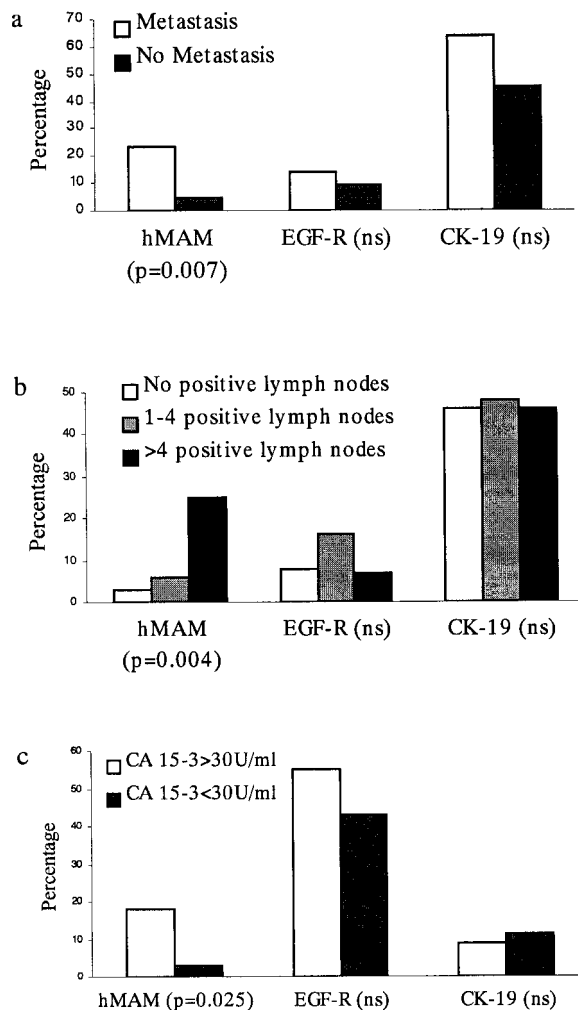 a
Metastasis
No Metastasis
70
60
50
40
30
20
10
0
Percentage
hMAM
(p=0.007)
EGF-R (ns)
CK-19 (ns)
b
No positive lymph nodes
1-4 positive lymph nodes
>4 positive lymph nodes
50
40
30
20
10
0
Percentage
hMAM
(p=0.004)
EGF-R (ns)
CK-19 (ns)
c
CA 15-3>30U/ml
CA 15-3<30U/ml
60
50
40
30
20
10
0
Percentage
hMAM (p=0.025)
EGF-R (ns)
CK-19 (ns)